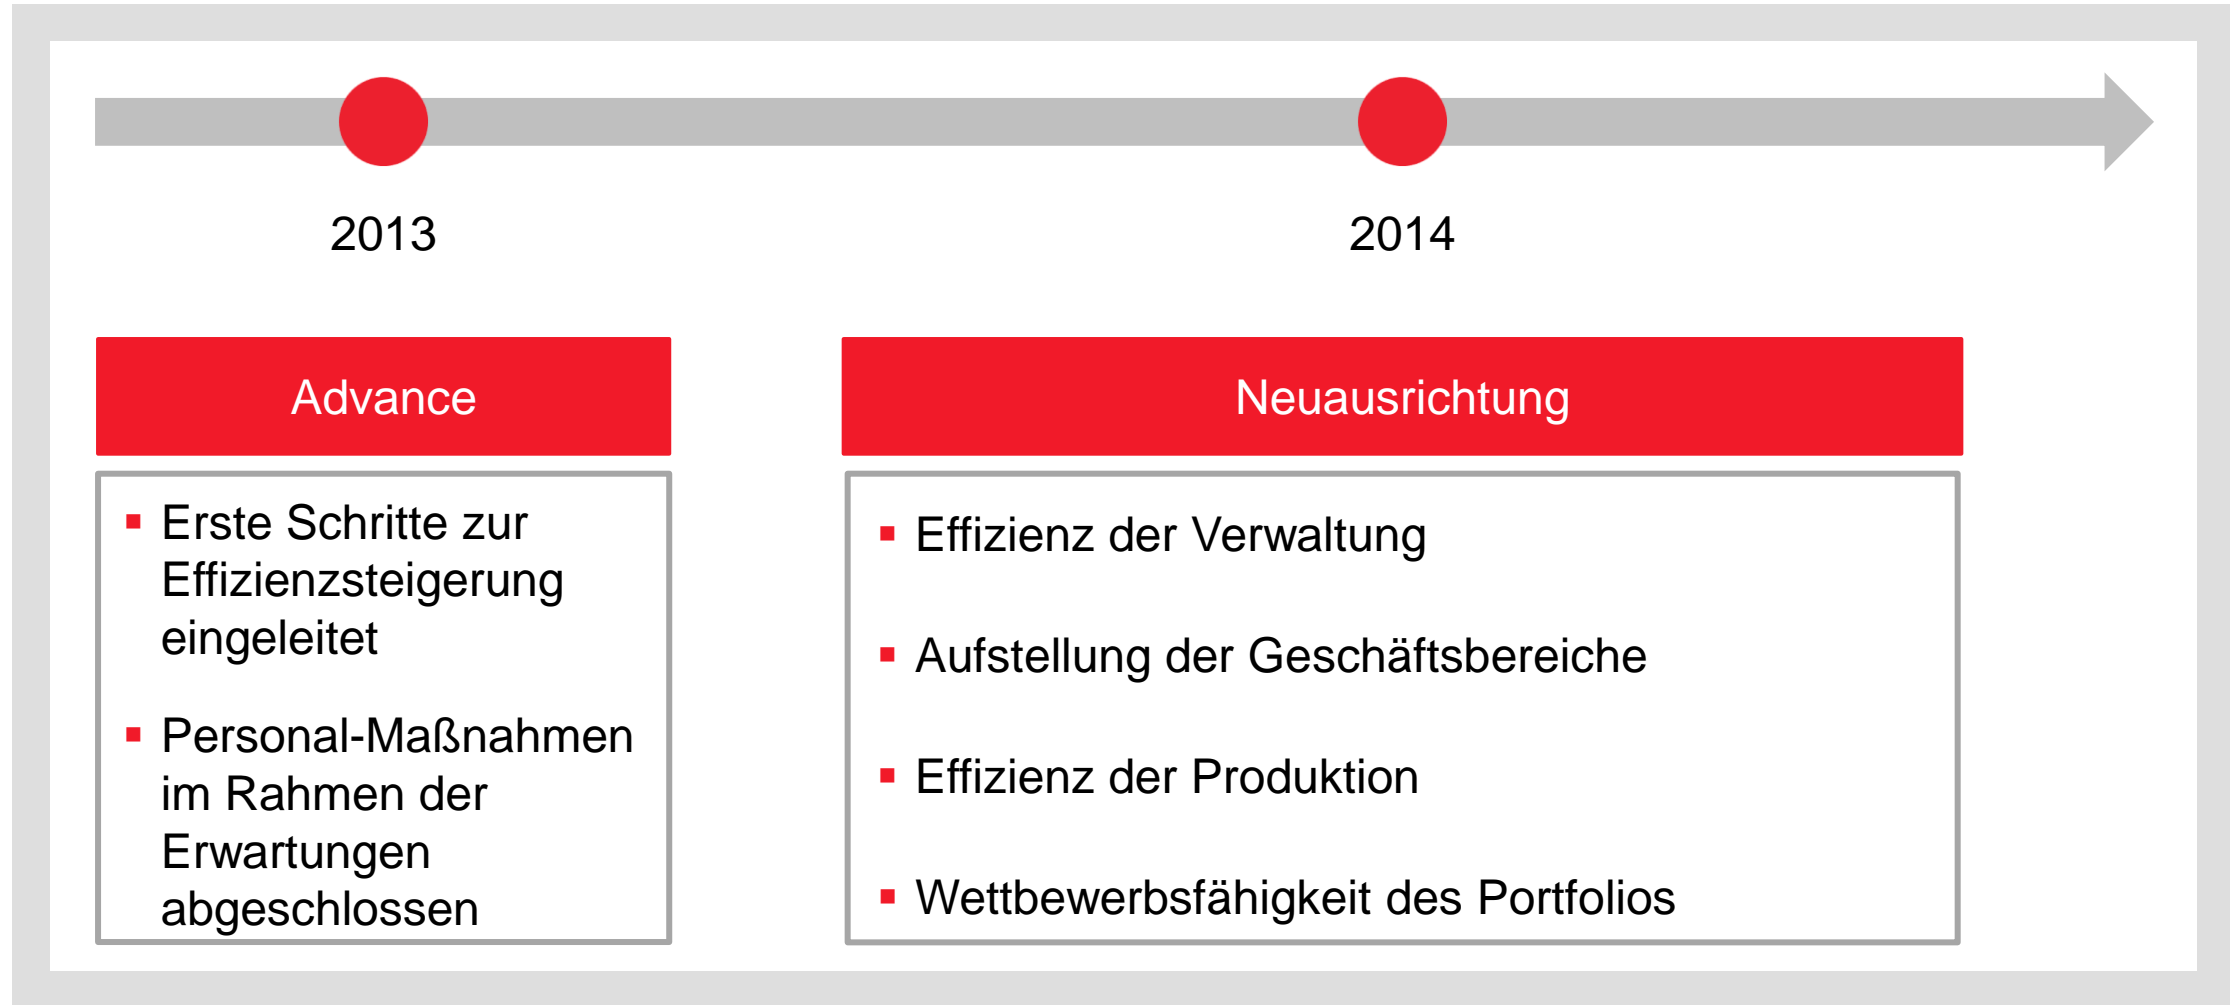 2013
2014
Advance
Neuausrichtung
▪ Erste Schritte zur
Effizienzsteigerung
eingeleitet
▪ Personal-Maßnahmen
im Rahmen der
Erwartungen
abgeschlossen
▪ Effizienz der Verwaltung
▪ Aufstellung der Geschäftsbereiche
▪ Effizienz der Produktion
▪ Wettbewerbsfähigkeit des Portfolios